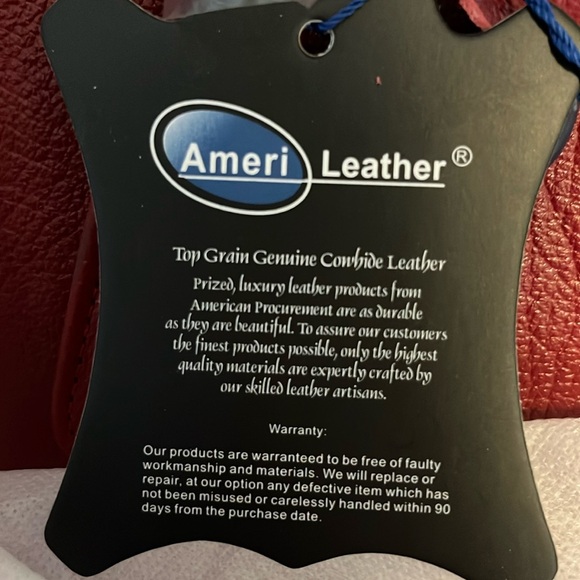 Ameri Leather®
Top Grain Genuine Cowhide Leather
Prized, luxury leather products from
American Procurement are as durable
as they are beautiful. To assure our customers
the finest products possible, only the highest
quality materials are expertly crafted by
our skilled leather artisans.
Warranty:
Our products are warranteed to be free of faulty
workmanship and materials. We will replace or
repair, at our option any defective item which has
not been misused or carelessly handled within 90
days from the purchase date.